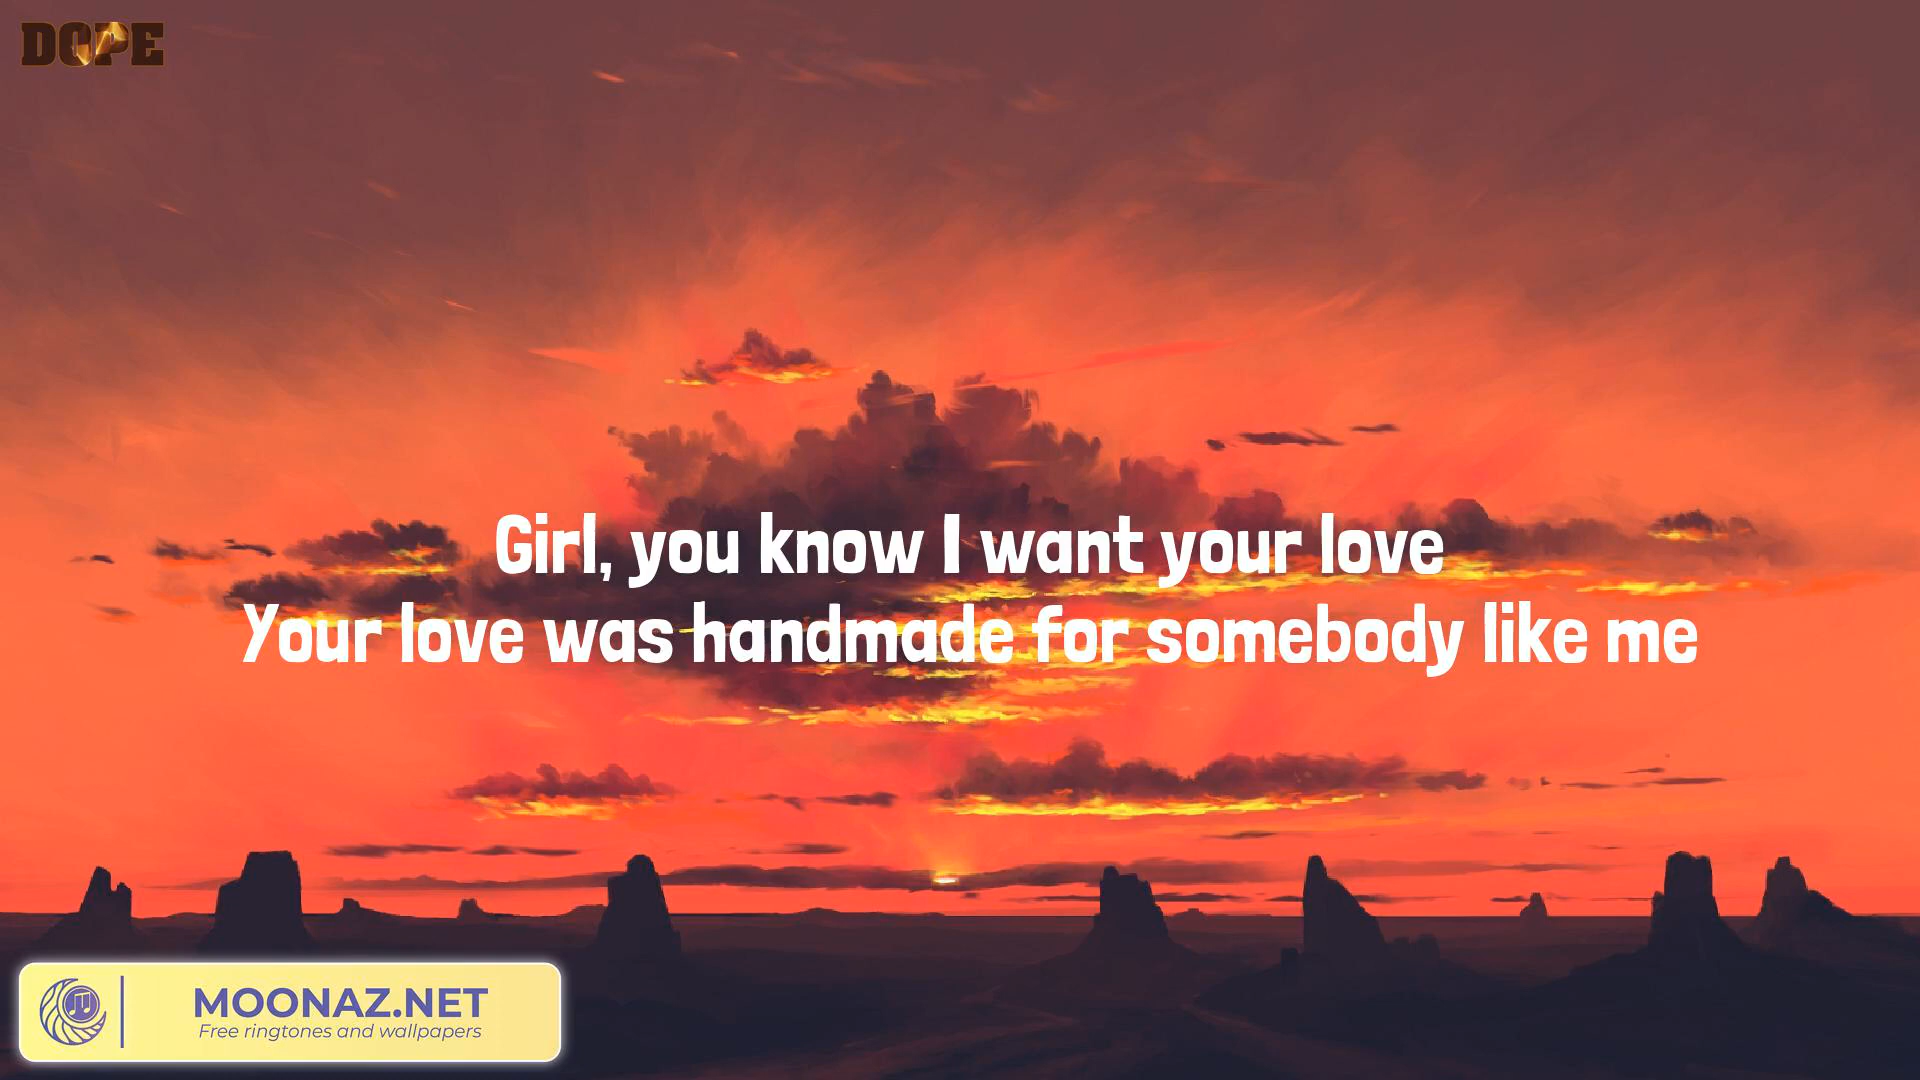 DOPE
Girl, you know I want your love
Your love was handmade for somebody like me
MOONAZ.NET
Free ringtones and wallpapers